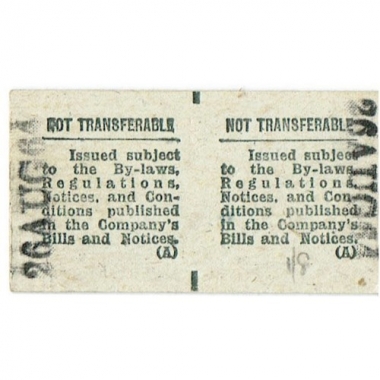 NOT TRANSFERABLE
Issued subject
to the By-laws,
Regulations,
Notices, and Con-
ditions published
in the Company's
Bills and Notices.
(A)
NOT TRANSFERABLE
Issued subject
to the By-laws,
Regulations,
Notices, and Con-
ditions published
in the Company's
Bills and Notices.
(A)
26AUG
26AUG